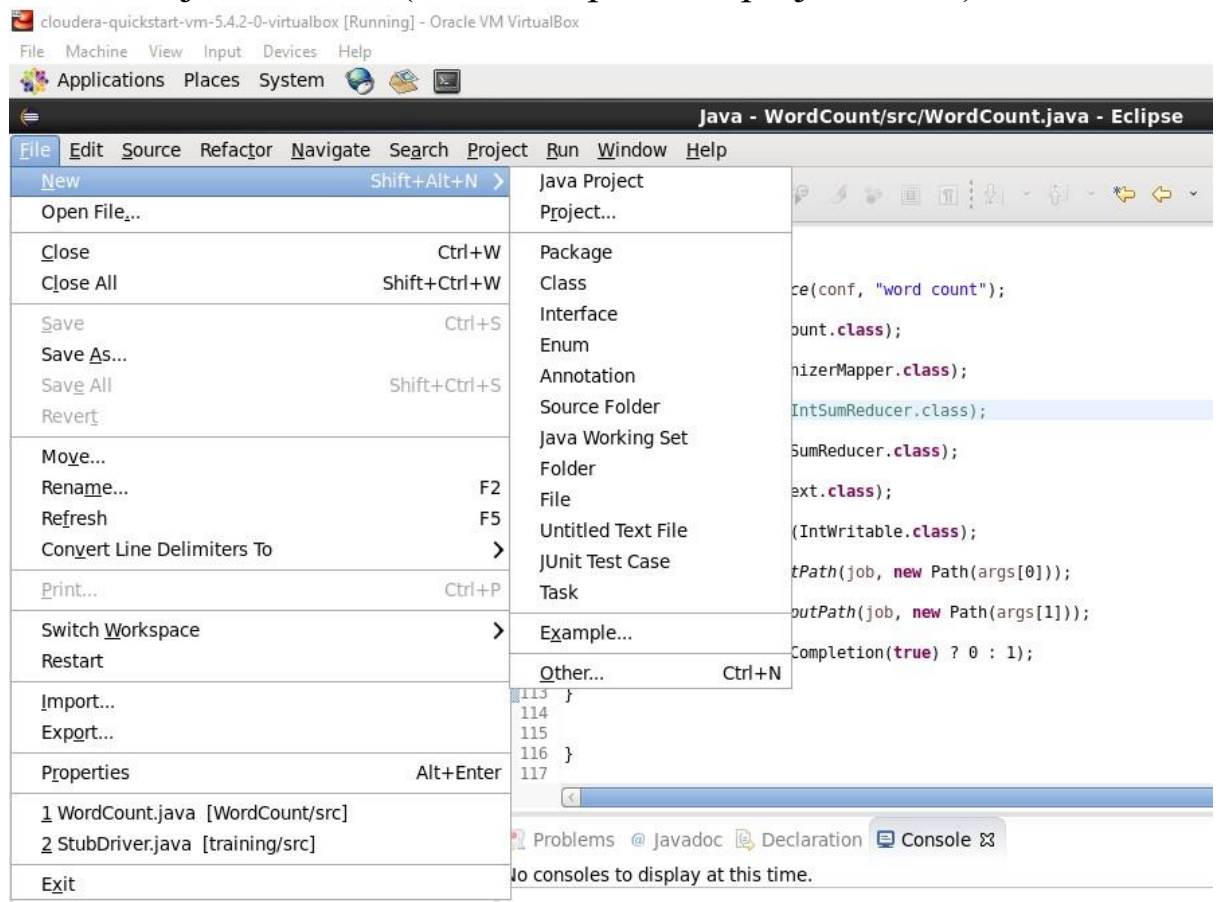 cloudera-quickstart-vm-5.4.2-0-virtualbox [Running] - Oracle VM VirtualBox
File Machine View Input Devices Help
Applications Places System
Java - WordCount/src/WordCount.java - Eclipse
File Edit Source Refactor Navigate Search Project Run Window Help
New Shift+Alt+N >
Open File...
Close Ctrl+W
Close All Shift+Ctrl+W
Save Ctrl+S
Save As...
Save All Shift+Ctrl+S
Revert
Move...
Rename... F2
Refresh F5
Convert Line Delimiters To >
Print... Ctrl+P
Switch Workspace >
Restart
Import...
Export...
Properties Alt+Enter
1 WordCount.java [WordCount/src]
2 StubDriver.java [training/src]
Exit
Java Project
Project...
Package
Class
Interface
Enum
Annotation
Source Folder
Java Working Set
Folder
File
Untitled Text File
JUnit Test Case
Task
Example...
Other... Ctrl+N
ce(conf, "word count");
ount.class);
nizerMapper.class);
IntSumReducer.class);
SumReducer.class);
ext.class);
(IntWritable.class);
tPath(job, new Path(args[0]));
outPath(job, new Path(args[1]));
Completion(true) ? 0 : 1);
113 }
114
115
116 }
117
Problems @ Javadoc Declaration Console
No consoles to display at this time.